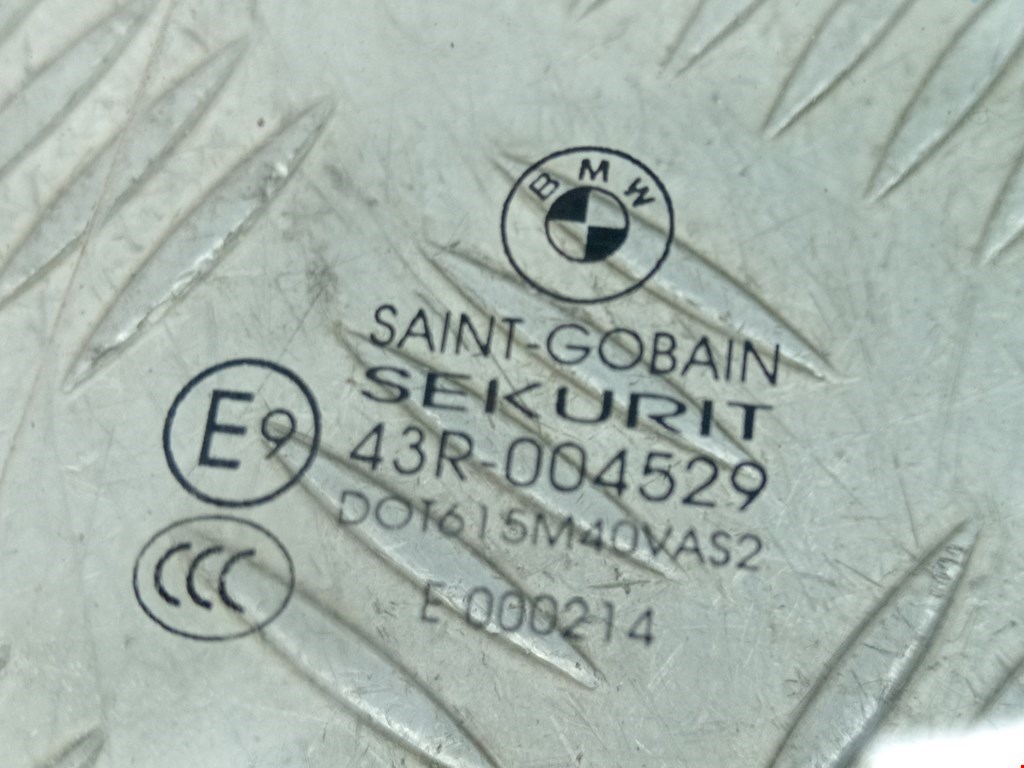 BMW
SAINT-GOBAIN
SEKURIT
E9 43R-004529
DOT615M40VAS2
CCC
E 000214